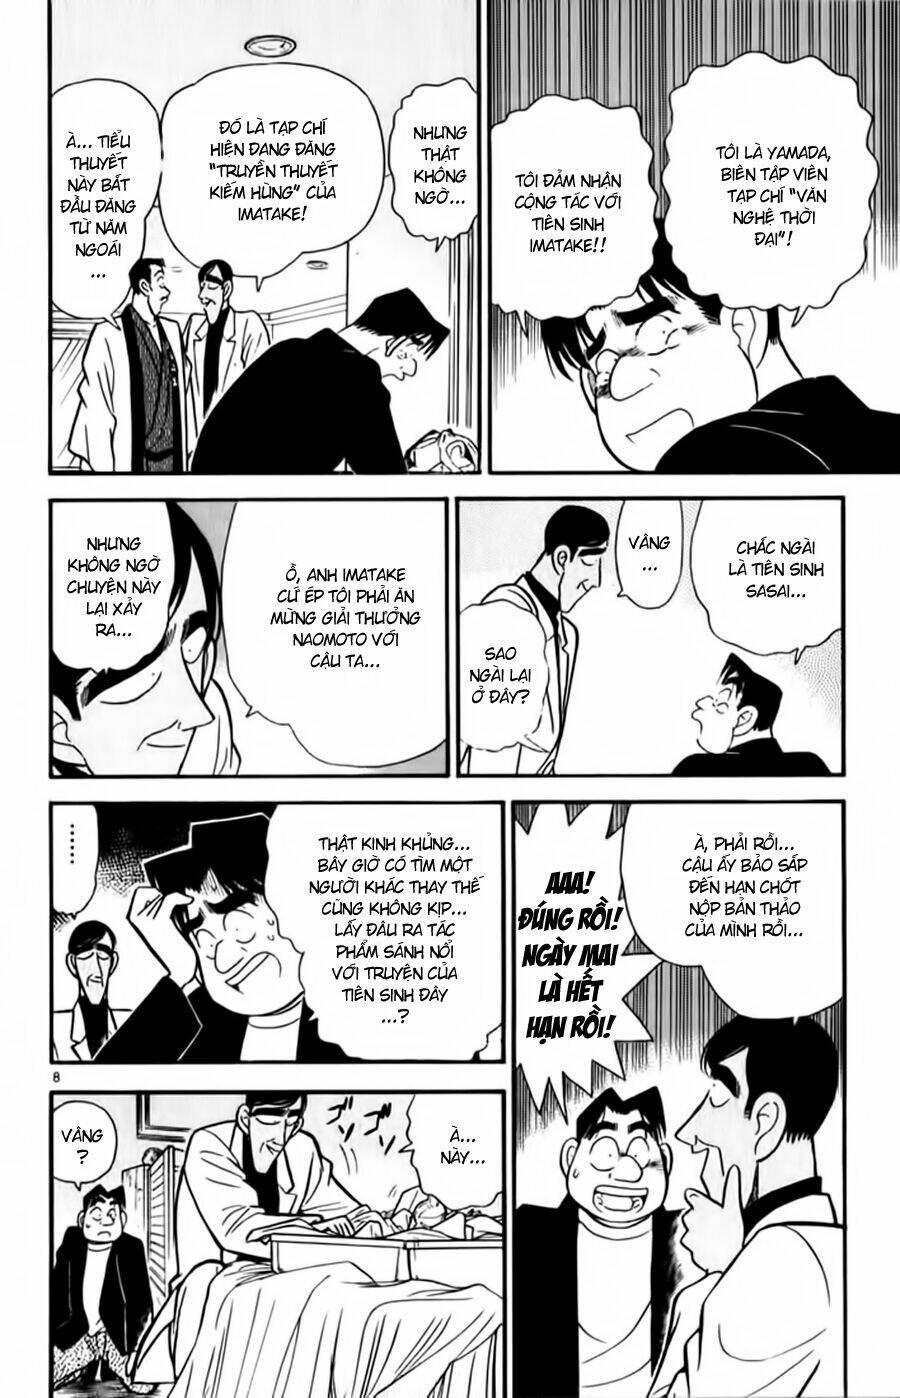 TÔI LÀ YAMADA,
BIÊN TẬP VIÊN
TẠP CHÍ "VĂN
NGHỆ THỜI
ĐẠI"!
TÔI ĐẢM NHẬN
CỘNG TÁC VỚI
TIÊN SINH
IMATAKE!!
NHƯNG
THẬT
KHÔNG
NGỜ...
ĐÓ LÀ TẠP CHÍ
HIỆN ĐANG ĐĂNG
"TRUYỀN THUYẾT
KIẾM HÙNG" CỦA
IMATAKE!
À... TIỂU
THUYẾT
NÀY BẮT
ĐẦU ĐĂNG
TỪ NĂM
NGOÁI
...
CHẮC NGÀI
LÀ TIÊN SINH
SASAI...
VÂNG
...
SAO
NGÀI LẠI
Ở ĐÂY?
Ồ, ANH IMATAKE
CỨ ÉP TÔI PHẢI ĂN
MỪNG GIẢI THƯỞNG
NAOMOTO VỚI
CẬU TA...
NHƯNG
KHÔNG NGỜ
CHUYỆN NÀY
LẠI XẢY
RA...
À, PHẢI RỒI...
CẬU ẤY BẢO SẮP
ĐẾN HẠN CHÓT
NỘP BẢN THẢO
CỦA MÌNH RỒI...
AAA!
ĐÚNG RỒI!
NGÀY MAI
LÀ HẾT
HẠN RỒI!
THẬT KINH KHỦNG...
BÂY GIỜ CÓ TÌM MỘT
NGƯỜI KHÁC THAY THẾ
CŨNG KHÔNG KỊP...
LẤY ĐÂU RA TÁC
PHẨM SÁNH NỔI
VỚI TRUYỆN CỦA
TIÊN SINH ĐÂY
...?
......
8
À...
NÀY...
VÂNG
?